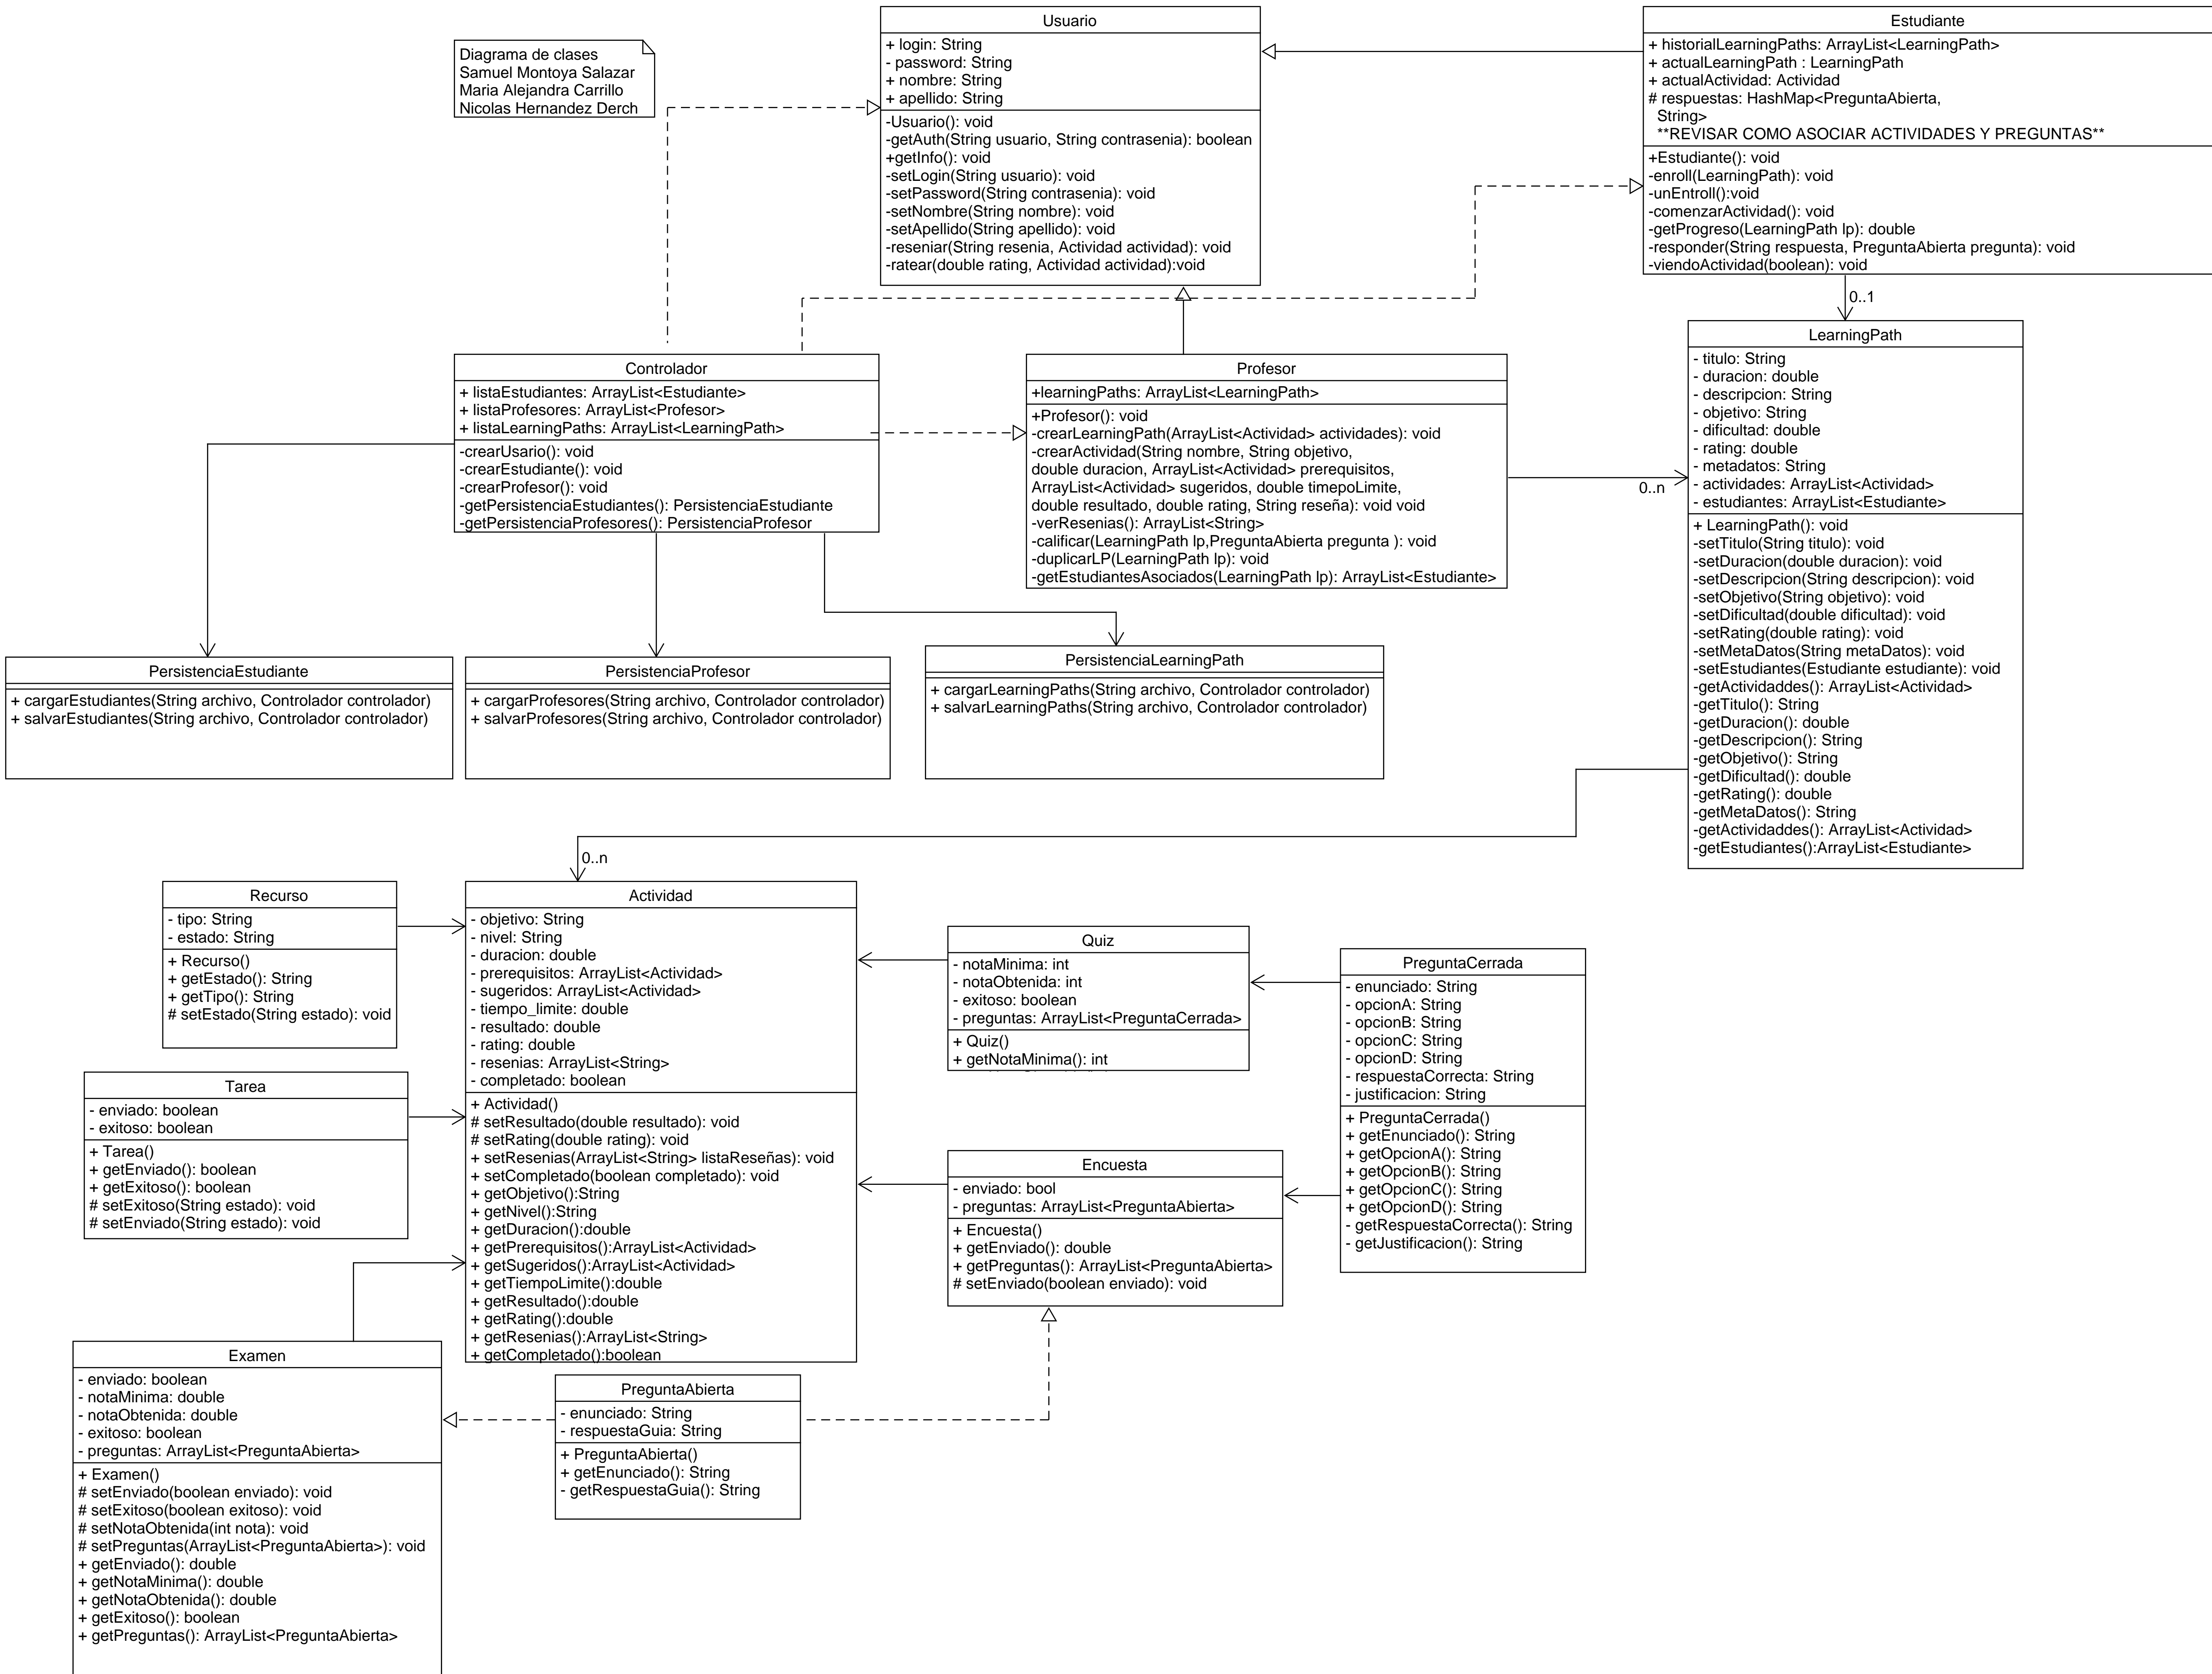 Diagrama de clases
Samuel Montoya Salazar
Maria Alejandra Carrillo
Nicolas Hernandez Derch
Usuario
+ login: String
- password: String
+ nombre: String
+ apellido: String
-Usuario(): void
-getAuth(String usuario, String contrasenia): boolean
+getInfo(): void
-setLogin(String usuario): void
-setPassword(String contrasenia): void
-setNombre(String nombre): void
-setApellido(String apellido): void
-reseniar(String resenia, Actividad actividad): void
-ratear(double rating, Actividad actividad):void
Estudiante
+ historialLearningPaths: ArrayList<LearningPath>
+ actualLearningPath : LearningPath
+ actualActividad: Actividad
# respuestas: HashMap<PreguntaAbierta,
String>
**REVISAR COMO ASOCIAR ACTIVIDADES Y PREGUNTAS**
+Estudiante(): void
-enroll(LearningPath): void
-unEntroll():void
-comenzarActividad(): void
-getProgreso(LearningPath lp): double
-responder(String respuesta, PreguntaAbierta pregunta): void
-viendoActividad(boolean): void
0..1
Controlador
+ listaEstudiantes: ArrayList<Estudiante>
+ listaProfesores: ArrayList<Profesor>
+ listaLearningPaths: ArrayList<LearningPath>
-crearUsario(): void
-crearEstudiante(): void
-crearProfesor(): void
-getPersistenciaEstudiantes(): PersistenciaEstudiante
-getPersistenciaProfesores(): PersistenciaProfesor
Profesor
+learningPaths: ArrayList<LearningPath>
+Profesor(): void
-crearLearningPath(ArrayList<Actividad> actividades): void
-crearActividad(String nombre, String objetivo,
double duracion, ArrayList<Actividad> prerequisitos,
ArrayList<Actividad> sugeridos, double timepoLimite,
double resultado, double rating, String reseña): void void
-verResenias(): ArrayList<String>
-calificar(LearningPath lp,PreguntaAbierta pregunta ): void
-duplicarLP(LearningPath lp): void
-getEstudiantesAsociados(LearningPath lp): ArrayList<Estudiante>
0..n
LearningPath
- titulo: String
- duracion: double
- descripcion: String
- objetivo: String
- dificultad: double
- rating: double
- metadatos: String
- actividades: ArrayList<Actividad>
- estudiantes: ArrayList<Estudiante>
+ LearningPath(): void
-setTitulo(String titulo): void
-setDuracion(double duracion): void
-setDescripcion(String descripcion): void
-setObjetivo(String objetivo): void
-setDificultad(double dificultad): void
-setRating(double rating): void
-setMetaDatos(String metaDatos): void
-setEstudiantes(Estudiante estudiante): void
-getActividaddes(): ArrayList<Actividad>
-getTitulo(): String
-getDuracion(): double
-getDescripcion(): String
-getObjetivo(): String
-getDificultad(): double
-getRating(): double
-getMetaDatos(): String
-getActividaddes(): ArrayList<Actividad>
-getEstudiantes():ArrayList<Estudiante>
PersistenciaEstudiante
+ cargarEstudiantes(String archivo, Controlador controlador)
+ salvarEstudiantes(String archivo, Controlador controlador)
PersistenciaProfesor
+ cargarProfesores(String archivo, Controlador controlador)
+ salvarProfesores(String archivo, Controlador controlador)
PersistenciaLearningPath
+ cargarLearningPaths(String archivo, Controlador controlador)
+ salvarLearningPaths(String archivo, Controlador controlador)
0..n
Recurso
- tipo: String
- estado: String
+ Recurso()
+ getEstado(): String
+ getTipo(): String
# setEstado(String estado): void
Tarea
- enviado: boolean
- exitoso: boolean
+ Tarea()
+ getEnviado(): boolean
+ getExitoso(): boolean
# setExitoso(String estado): void
# setEnviado(String estado): void
Actividad
- objetivo: String
- nivel: String
- duracion: double
- prerequisitos: ArrayList<Actividad>
- sugeridos: ArrayList<Actividad>
- tiempo_limite: double
- resultado: double
- rating: double
- resenias: ArrayList<String>
- completado: boolean
+ Actividad()
# setResultado(double resultado): void
# setRating(double rating): void
+ setResenias(ArrayList<String> listaReseñas): void
+ setCompletado(boolean completado): void
+ getObjetivo():String
+ getNivel():String
+ getDuracion():double
+ getPrerequisitos():ArrayList<Actividad>
+ getSugeridos():ArrayList<Actividad>
+ getTiempoLimite():double
+ getResultado():double
+ getRating():double
+ getResenias():ArrayList<String>
+ getCompletado():boolean
Quiz
- notaMinima: int
- notaObtenida: int
- exitoso: boolean
- preguntas: ArrayList<PreguntaCerrada>
+ Quiz()
+ getNotaMinima(): int
PreguntaCerrada
- enunciado: String
- opcionA: String
- opcionB: String
- opcionC: String
- opcionD: String
- respuestaCorrecta: String
- justificacion: String
+ PreguntaCerrada()
+ getEnunciado(): String
+ getOpcionA(): String
+ getOpcionB(): String
+ getOpcionC(): String
+ getOpcionD(): String
- getRespuestaCorrecta(): String
- getJustificacion(): String
Encuesta
- enviado: bool
- preguntas: ArrayList<PreguntaAbierta>
+ Encuesta()
+ getEnviado(): double
+ getPreguntas(): ArrayList<PreguntaAbierta>
# setEnviado(boolean enviado): void
Examen
- enviado: boolean
- notaMinima: double
- notaObtenida: double
- exitoso: boolean
- preguntas: ArrayList<PreguntaAbierta>
+ Examen()
# setEnviado(boolean enviado): void
# setExitoso(boolean exitoso): void
# setNotaObtenida(int nota): void
# setPreguntas(ArrayList<PreguntaAbierta>): void
+ getEnviado(): double
+ getNotaMinima(): double
+ getNotaObtenida(): double
+ getExitoso(): boolean
+ getPreguntas(): ArrayList<PreguntaAbierta>
PreguntaAbierta
- enunciado: String
- respuestaGuia: String
+ PreguntaAbierta()
+ getEnunciado(): String
- getRespuestaGuia(): String